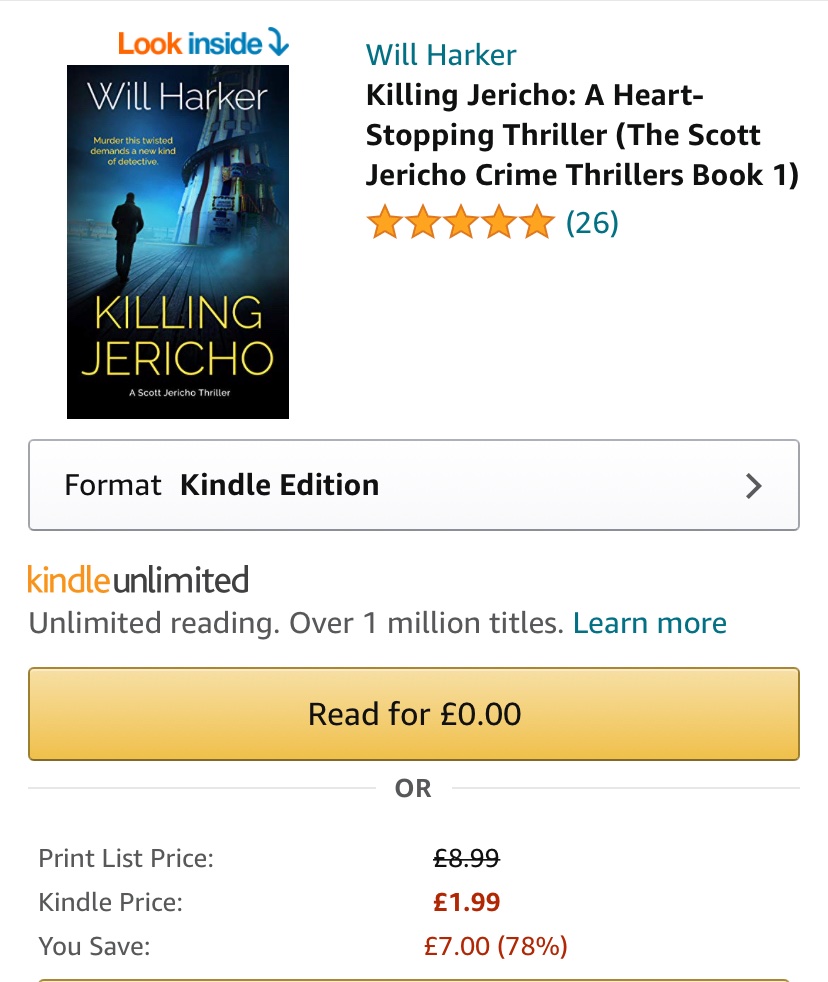 Look inside
Will Harker
Murder this twisted
demands a new kind
of detective.
KILLING
JERICHO
A Scott Jericho Thriller
Will Harker
Killing Jericho: A Heart-
Stopping Thriller (The Scott
Jericho Crime Thrillers Book 1)
(26)
Format Kindle Edition
kindleunlimited
Unlimited reading. Over 1 million titles. Learn more
Read for £0.00
OR
Print List Price: £8.99
Kindle Price: £1.99
You Save: £7.00 (78%)